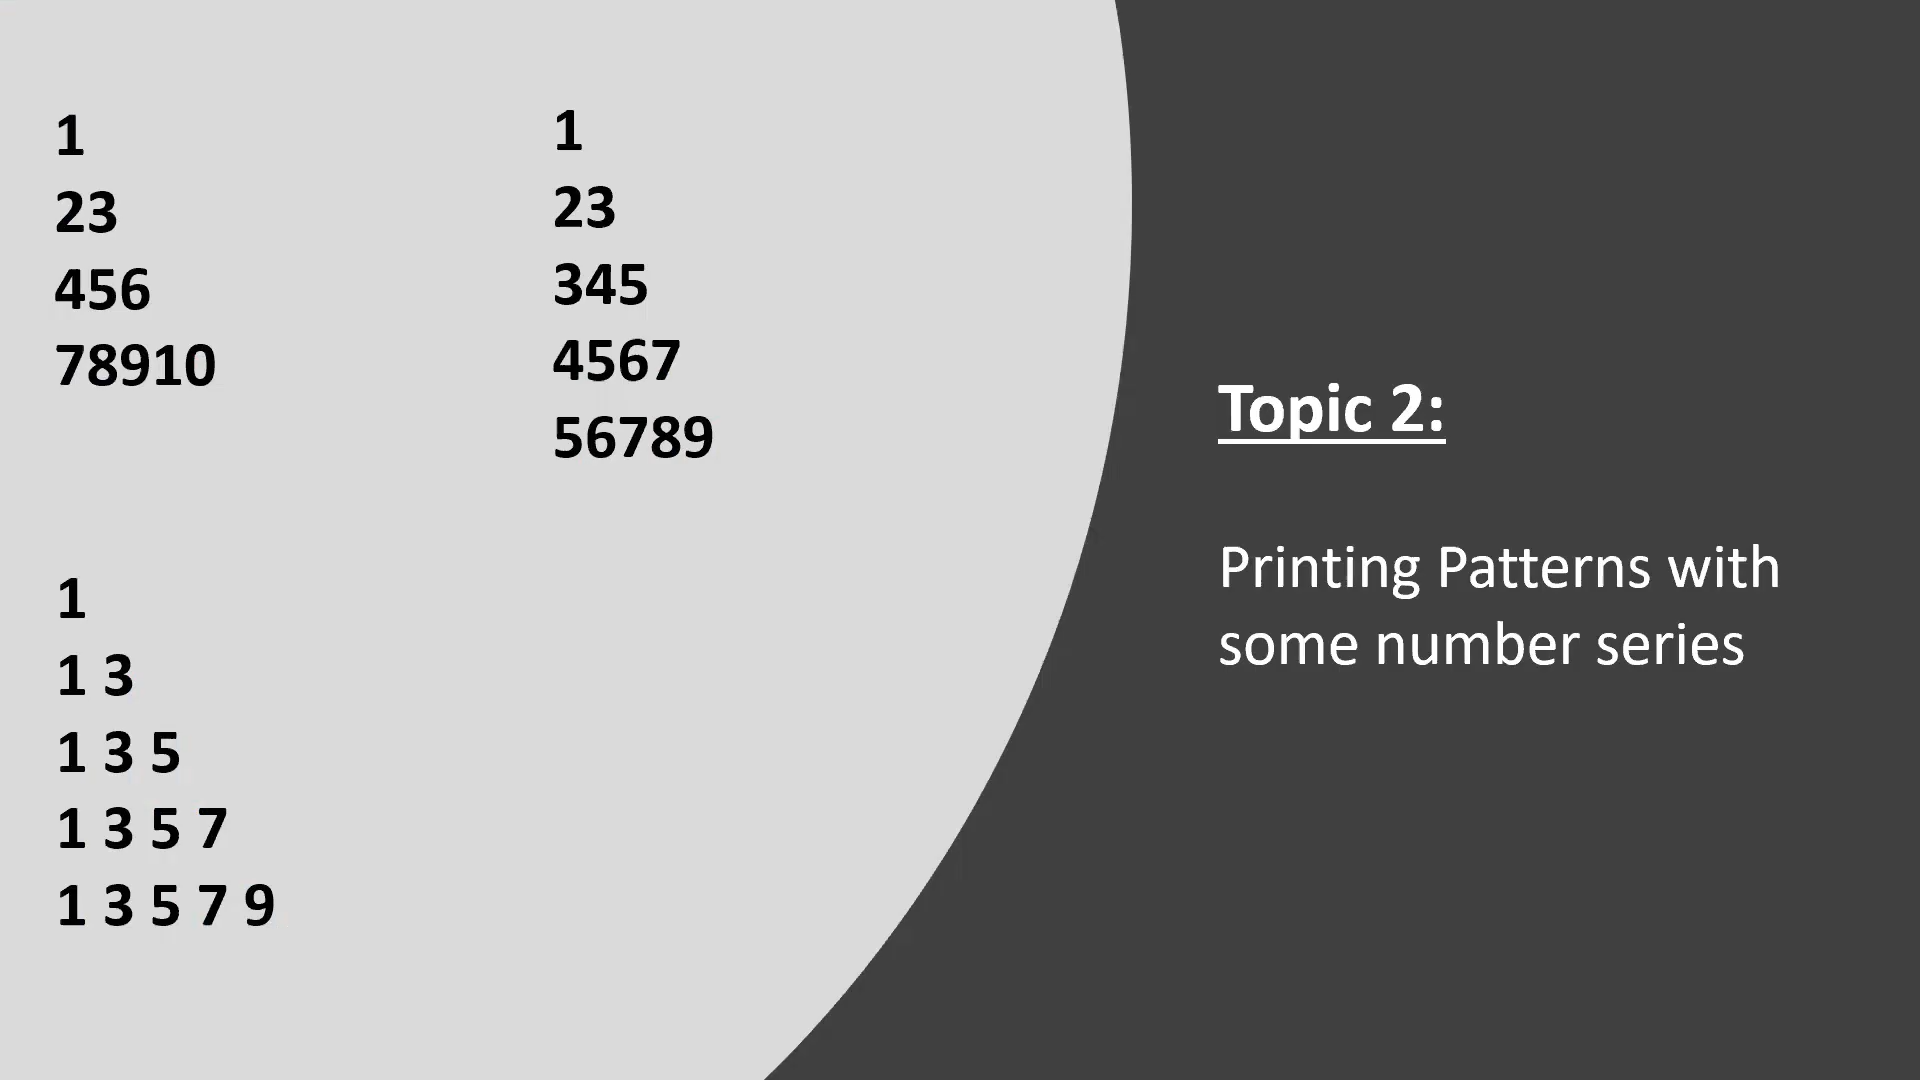 1
23
456
78910
1
23
345
4567
56789
1
1 3
1 3 5
1 3 5 7
1 3 5 7 9
Topic 2:
Printing Patterns with
some number series